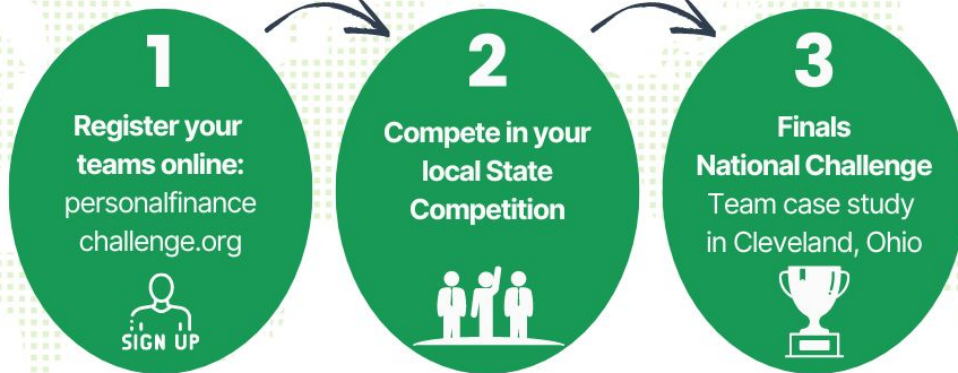 1
Register your
teams online:
personalfinance
challenge.org
SIGN UP
2
Compete in your
local State
Competition
3
Finals
National Challenge
Team case study
in Cleveland, Ohio